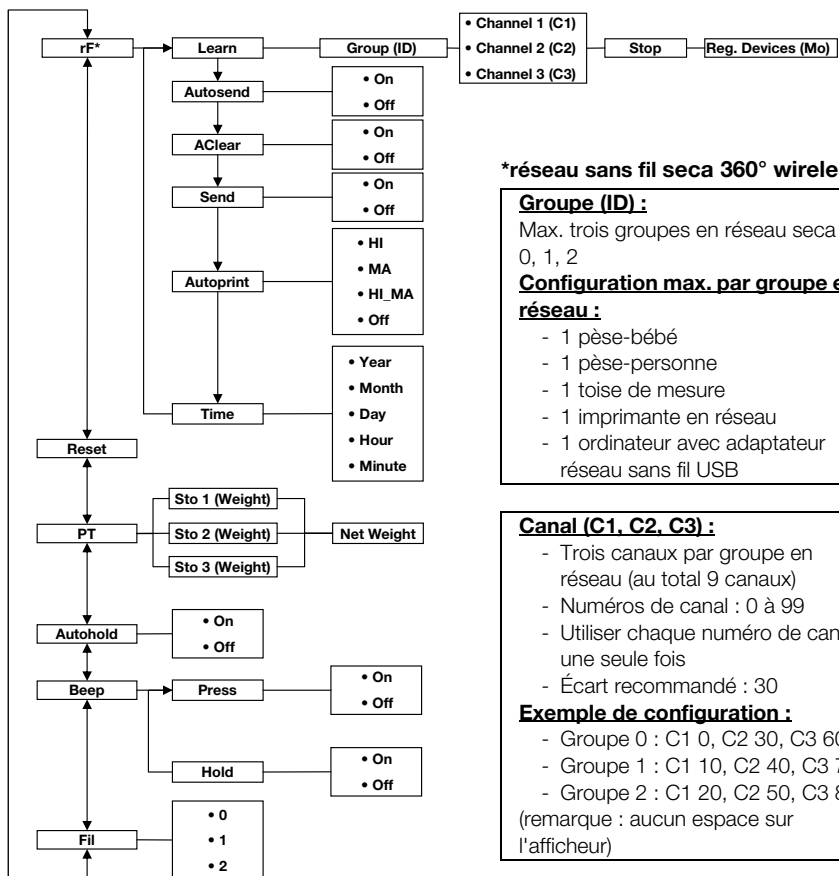 rF*
Learn
Group (ID)
• Channel 1 (C1)
• Channel 2 (C2)
• Channel 3 (C3)
Stop
Reg. Devices (Mo)
Autosend
• On
• Off
AClear
• On
• Off
Send
• On
• Off
Autoprint
• HI
• MA
• HI_MA
• Off
Time
• Year
• Month
• Day
• Hour
• Minute
Reset
PT
Sto 1 (Weight)
Sto 2 (Weight)
Sto 3 (Weight)
Net Weight
Autohold
• On
• Off
Beep
Press
• On
• Off
Hold
• On
• Off
Fil
• 0
• 1
• 2
*réseau sans fil seca 360° wirele
Groupe (ID) :
Max. trois groupes en réseau seca
0, 1, 2
Configuration max. par groupe e
réseau :
- 1 pèse-bébé
- 1 pèse-personne
- 1 toise de mesure
- 1 imprimante en réseau
- 1 ordinateur avec adaptateur
réseau sans fil USB
Canal (C1, C2, C3) :
- Trois canaux par groupe en
réseau (au total 9 canaux)
- Numéros de canal : 0 à 99
- Utiliser chaque numéro de can
une seule fois
- Écart recommandé : 30
Exemple de configuration :
- Groupe 0 : C1 0, C2 30, C3 60
- Groupe 1 : C1 10, C2 40, C3
- Groupe 2 : C1 20, C2 50, C3
(remarque : aucun espace sur
l'afficheur)